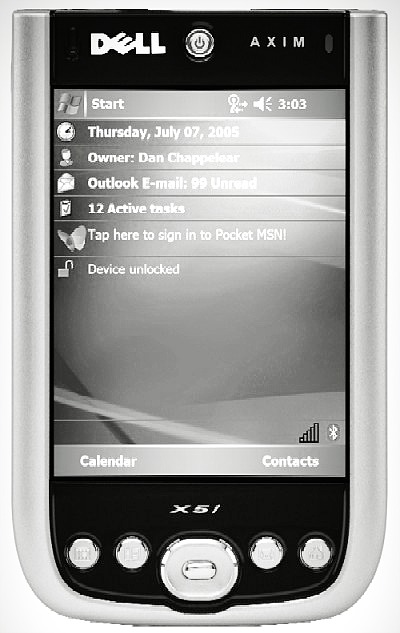 DELL
AXIM
Start 3:03
Thursday, July 07, 2005
Owner: Dan Chappelear
Outlook E-mail: 99 Unread
12 Active tasks
Tap here to sign in to Pocket MSN!
Device unlocked
Calendar Contacts
X51